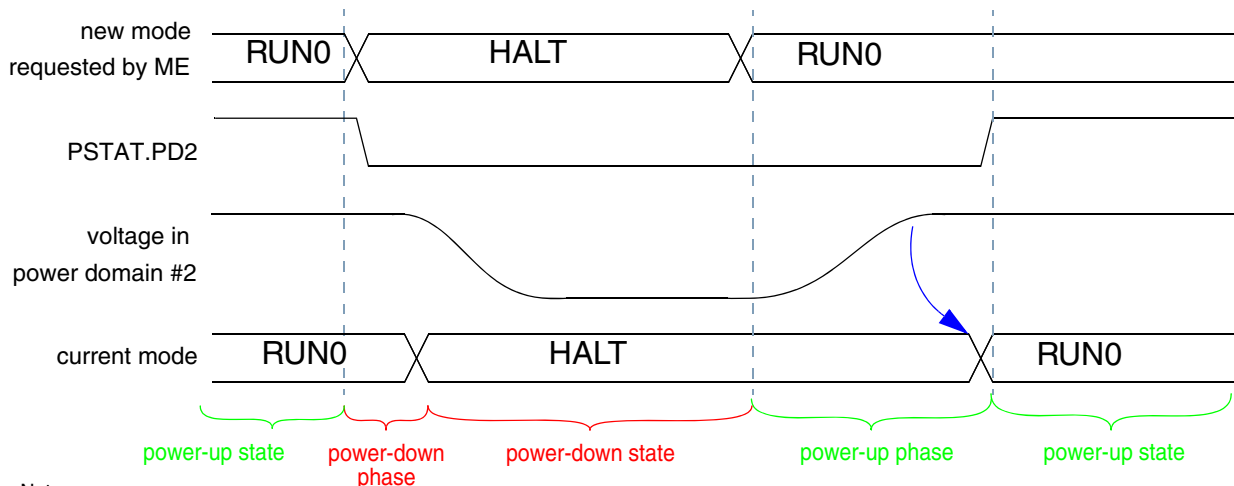 new mode
requested by ME
RUN0
HALT
RUN0
PSTAT.PD2
voltage in
power domain #2
current mode
RUN0
HALT
RUN0
power-up state
power-down
phase
power-down state
power-up phase
power-up state